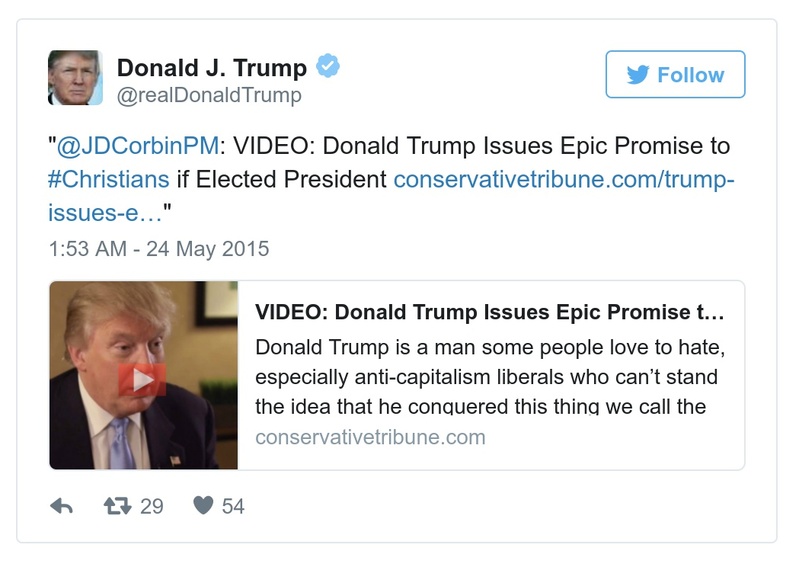 Donald J. Trump
@realDonaldTrump
Follow
"@JDCorbinPM: VIDEO: Donald Trump Issues Epic Promise to
#Christians if Elected President conservativetribune.com/trump-
issues-e…"
1:53 AM - 24 May 2015
VIDEO: Donald Trump Issues Epic Promise t…
Donald Trump is a man some people love to hate,
especially anti-capitalism liberals who can’t stand
the idea that he conquered this thing we call the
conservativetribune.com
29
54